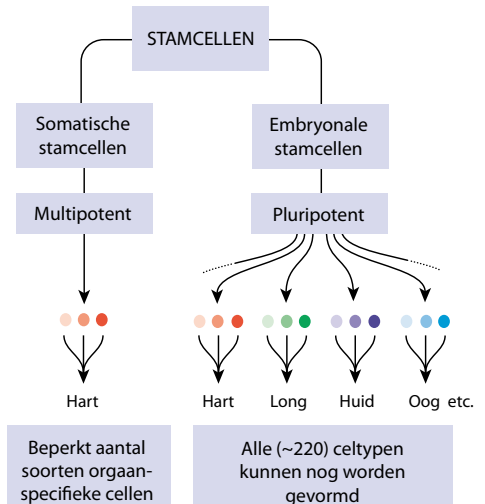 STAMCELLEN
Somatische
stamcellen
Embryonale
stamcellen
Multipotent
Pluripotent
Hart
Hart
Long
Huid
Oog etc.
Beperkt aantal
soorten orgaan-
specifieke cellen
Alle (~220) celtypen
kunnen nog worden
gevormd